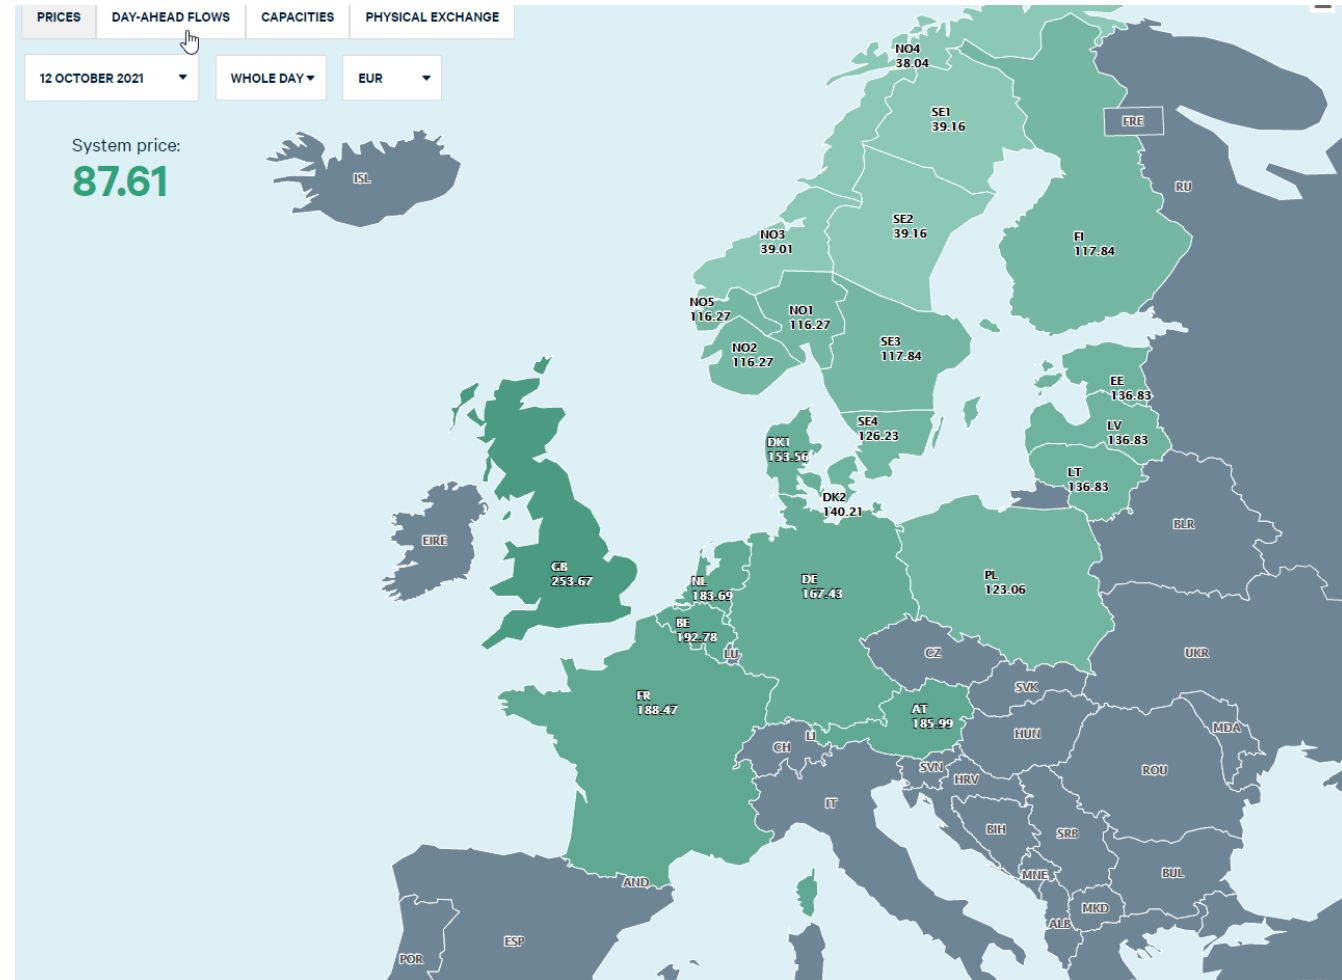 PRICES
DAY-AHEAD FLOWS
CAPACITIES
PHYSICAL EXCHANGE
12 OCTOBER 2021
WHOLE DAY
EUR
System price:
87.61
NO4
38.04
SE1
39.16
FRE
ISL
RU
SE2
39.16
NO3
39.01
FI
117.84
NO5
116.27
NO1
116.27
NO2
116.27
SE3
117.84
EE
136.83
SE4
126.23
LV
136.83
DK1
153.56
LT
136.83
DK2
140.21
BLR
EIRE
GB
253.67
NL
183.69
DE
167.43
PL
123.06
BE
192.78
LU
CZ
UKR
SVK
FR
188.47
AT
185.99
MDA
HUN
LI
CH
SVN
HRV
ROU
IT
BIH
SRB
MNE
BUL
AND
MKD
ALB
ESP
POR